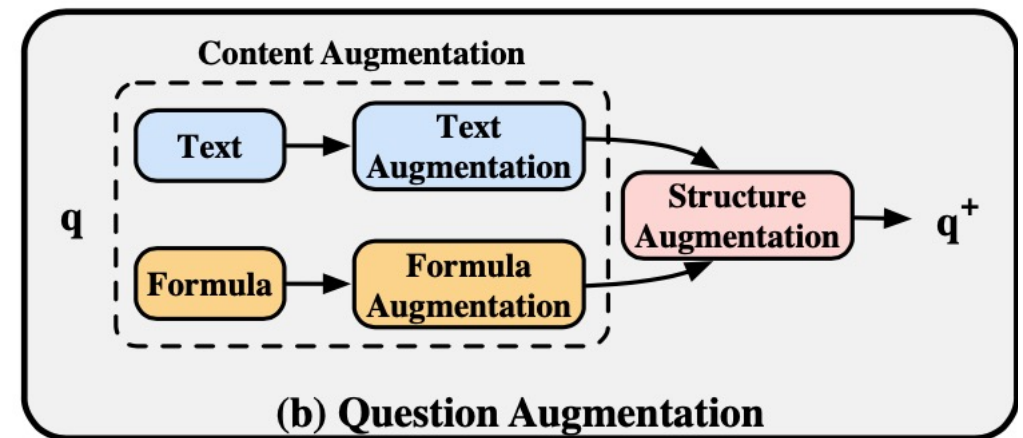 Content Augmentation
Text
Text
Augmentation
q
Formula
Formula
Augmentation
Structure
Augmentation
q⁺
(b) Question Augmentation